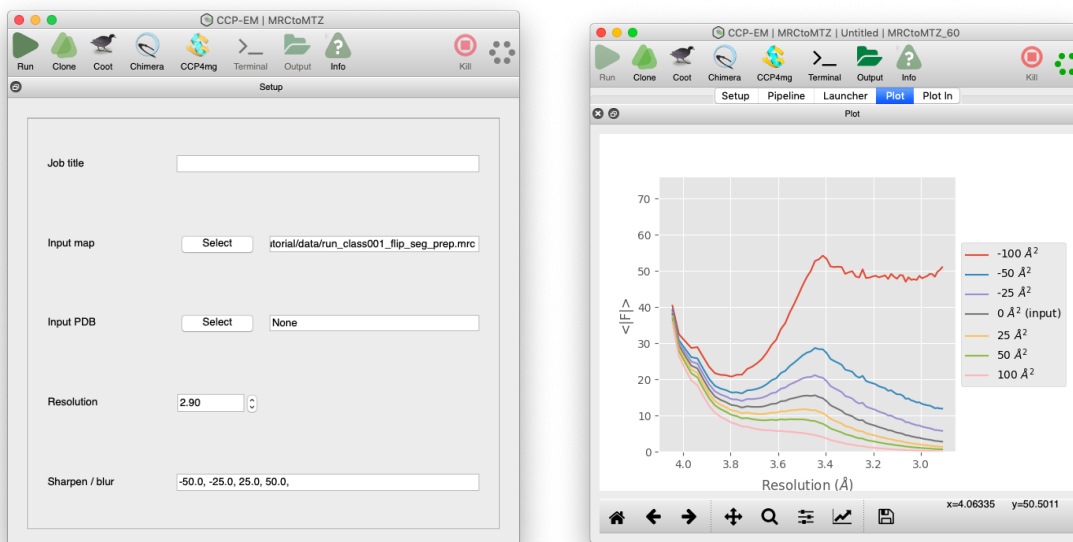 CCP-EM | MRCtoMTZ
Run Clone Coot Chimera CCP4mg Terminal Output Info Kill
Setup
Job title
Input map Select itorial/data/run_class001_flip_seg_prep.mrc
Input PDB Select None
Resolution 2.90
Sharpen / blur -50.0, -25.0, 25.0, 50.0,
CCP-EM | MRCtoMTZ | Untitled | MRCtoMTZ_60
Run Clone Coot Chimera CCP4mg Terminal Output Info Kill
Setup Pipeline Launcher Plot Plot In
Plot
70
60
50
40
30
20
10
0
<|F|>
4.0 3.8 3.6 3.4 3.2 3.0
Resolution (Å)
-100 Å²
-50 Å²
-25 Å²
0 Å² (input)
25 Å²
50 Å²
100 Å²
x=4.06335 y=50.5011